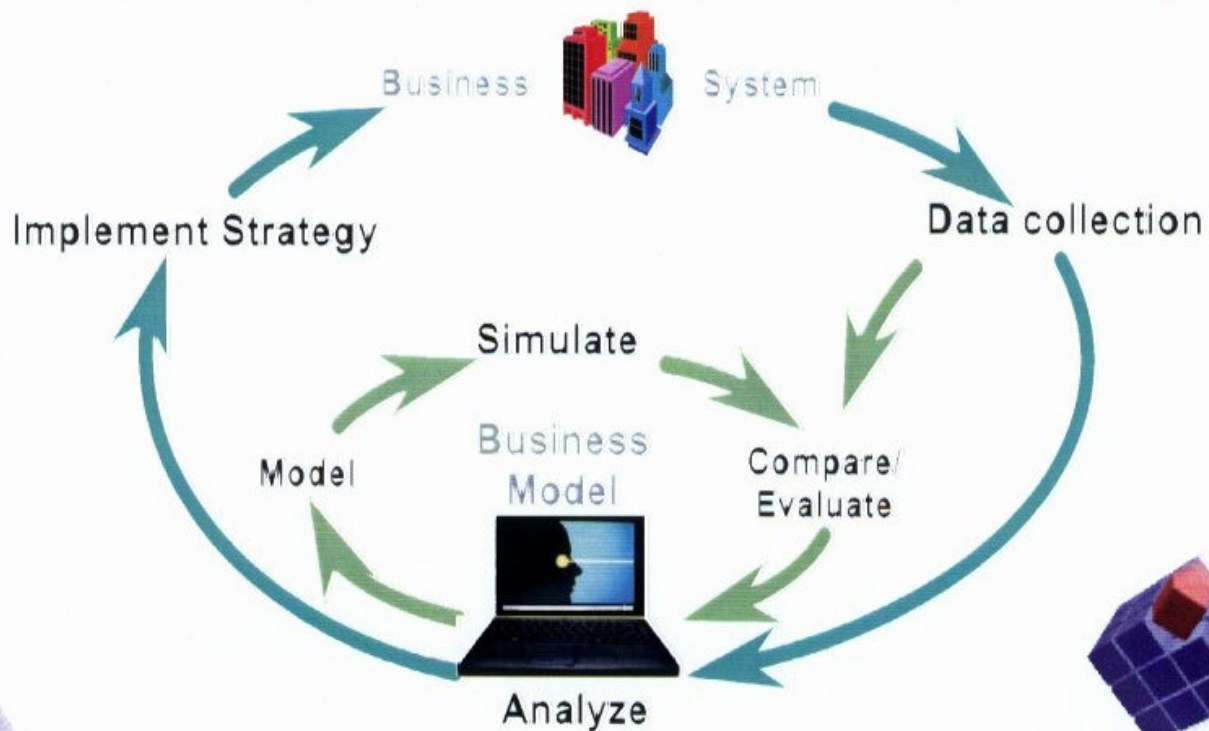 Business System
Implement Strategy
Data collection
Simulate
Business
Model
Model
Compare/
Evaluate
Analyze